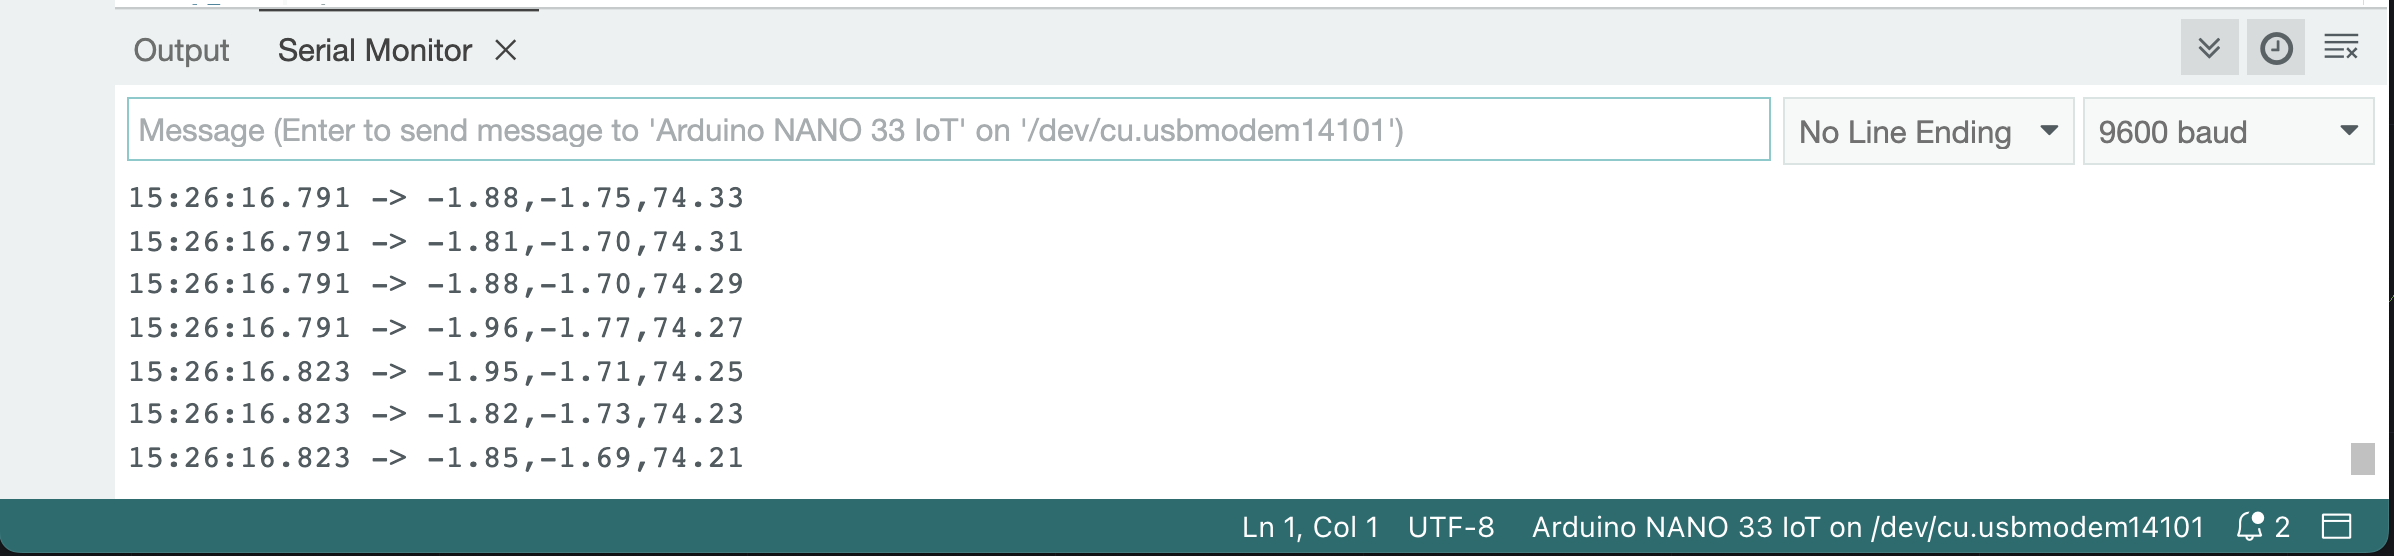 Output Serial Monitor
Message (Enter to send message to 'Arduino NANO 33 IoT' on '/dev/cu.usbmodem14101') No Line Ending 9600 baud
15:26:16.791 -> -1.88,-1.75,74.33
15:26:16.791 -> -1.81,-1.70,74.31
15:26:16.791 -> -1.88,-1.70,74.29
15:26:16.791 -> -1.96,-1.77,74.27
15:26:16.823 -> -1.95,-1.71,74.25
15:26:16.823 -> -1.82,-1.73,74.23
15:26:16.823 -> -1.85,-1.69,74.21
Ln 1, Col 1 UTF-8 Arduino NANO 33 IoT on /dev/cu.usbmodem14101 2